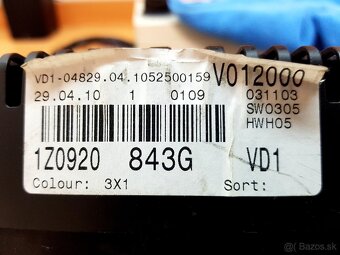 VD1-04829.04.1052500159 V012000
29.04.10 1 0109 031103
SW0305
HWH05
1Z0920 843G VD1
Colour: 3X1 Sort:
bazos.sk